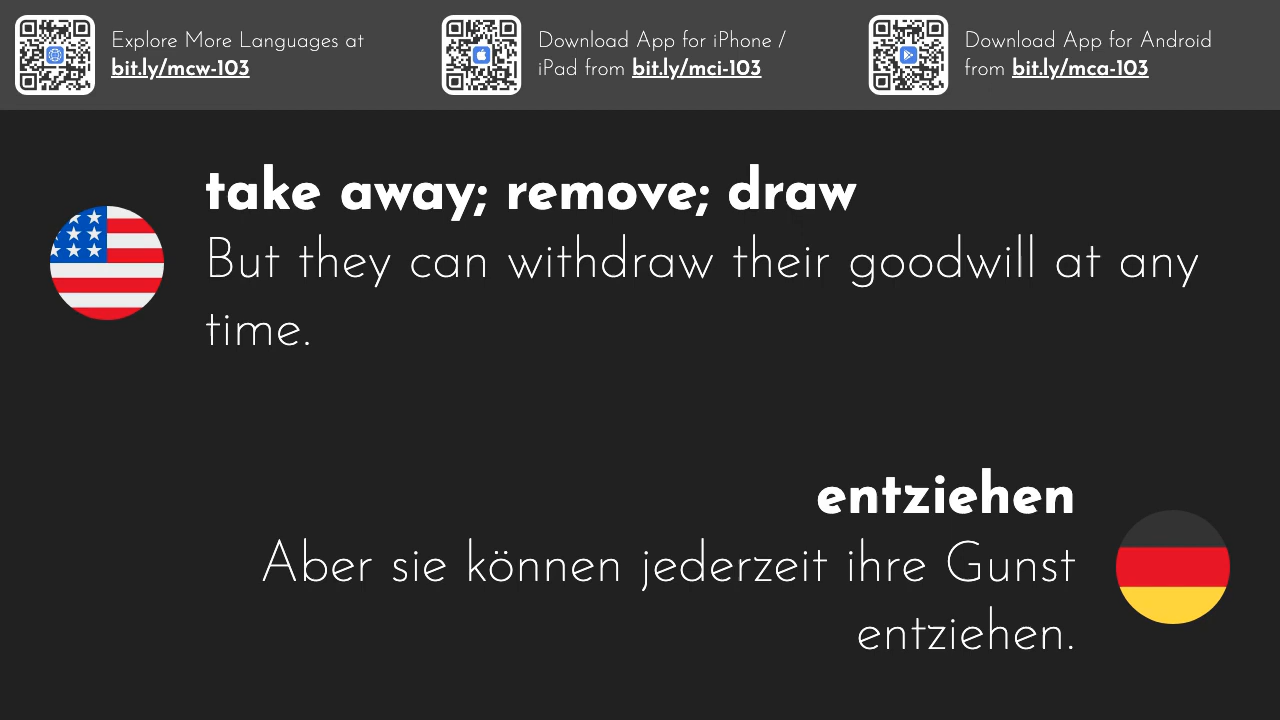 Explore More Languages at
bit.ly/mcw-103
Download App for iPhone /
iPad from bit.ly/mci-103
Download App for Android
from bit.ly/mca-103
take away; remove; draw
But they can withdraw their goodwill at any
time.
entziehen
Aber sie können jederzeit ihre Gunst
entziehen.